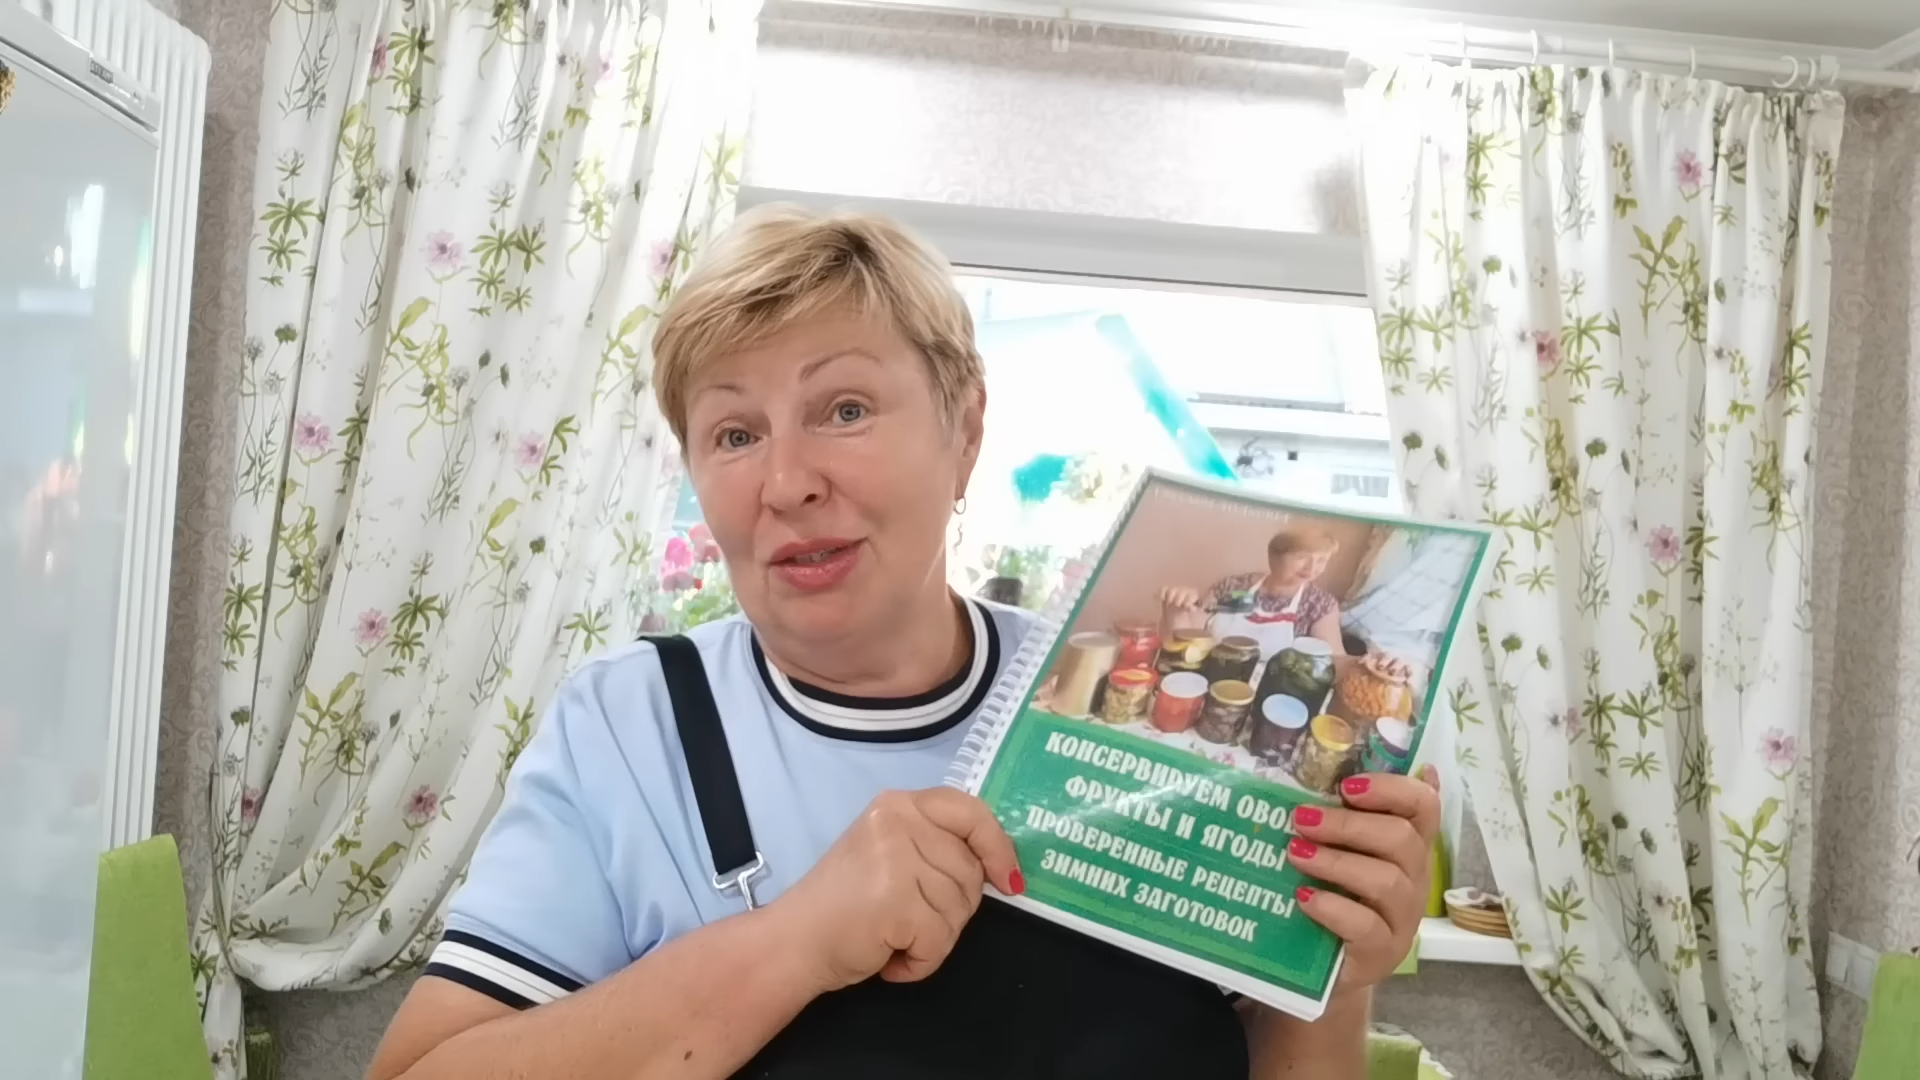 КОНСЕРВИРУЕМ ОВО
ФРУКТЫ И ЯГОДЫ
ПРОВЕРЕННЫЕ РЕЦЕПТЫ
ЗИМНИХ ЗАГОТОВОК